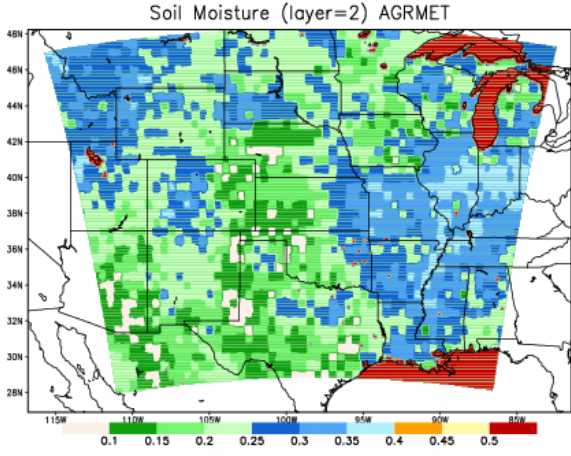 Soil Moisture (layer=2) AGRMET
48N
46N
44N
42N
40N
38N
36N
34N
32N
30N
28N
115W 110W 105W 100W 95W 90W 85W
0.1 0.15 0.2 0.25 0.3 0.35 0.4 0.45 0.5